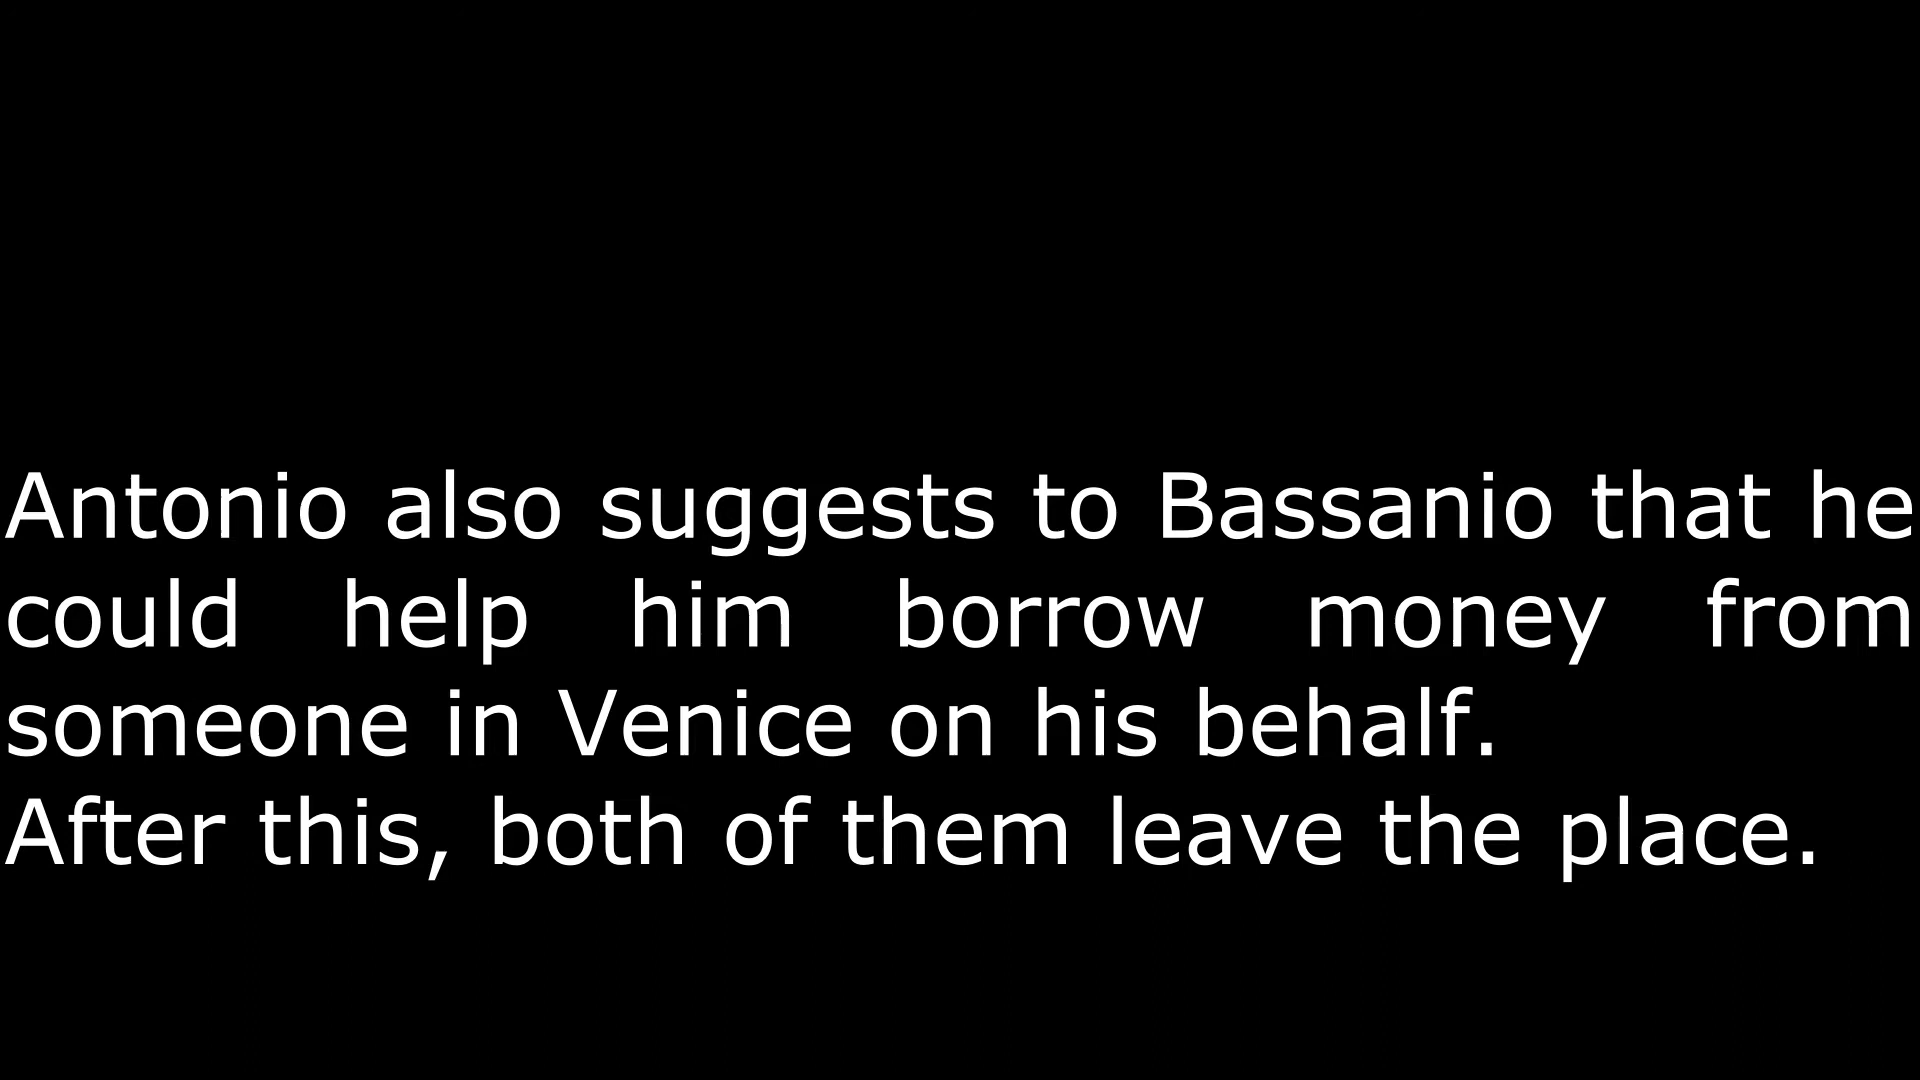 Antonio also suggests to Bassanio that he
could help him borrow money from
someone in Venice on his behalf.
After this, both of them leave the place.